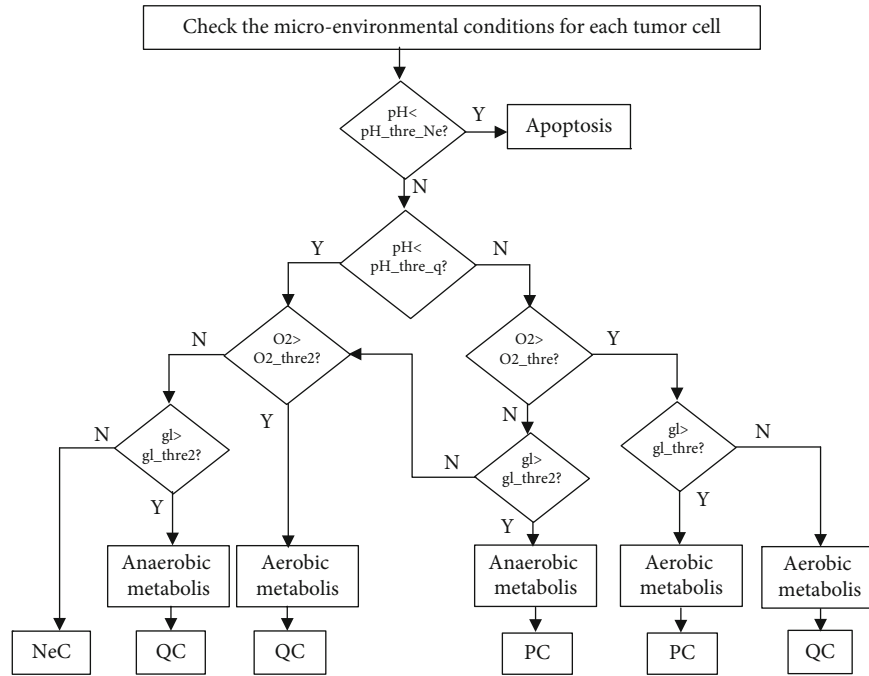 Check the micro-environmental conditions for each tumor cell
pH<
pH_thre_Ne?
Y
Apoptosis
N
pH<
pH_thre_q?
Y
N
O2>
O2_thre2?
N
Y
O2>
O2_thre?
Y
N
gl>
gl_thre2?
N
Y
gl>
gl_thre2?
N
Y
gl>
gl_thre?
N
Y
Anaerobic
metabolis
Aerobic
metabolis
Anaerobic
metabolis
Aerobic
metabolis
Aerobic
metabolis
NeC
QC
QC
PC
PC
QC